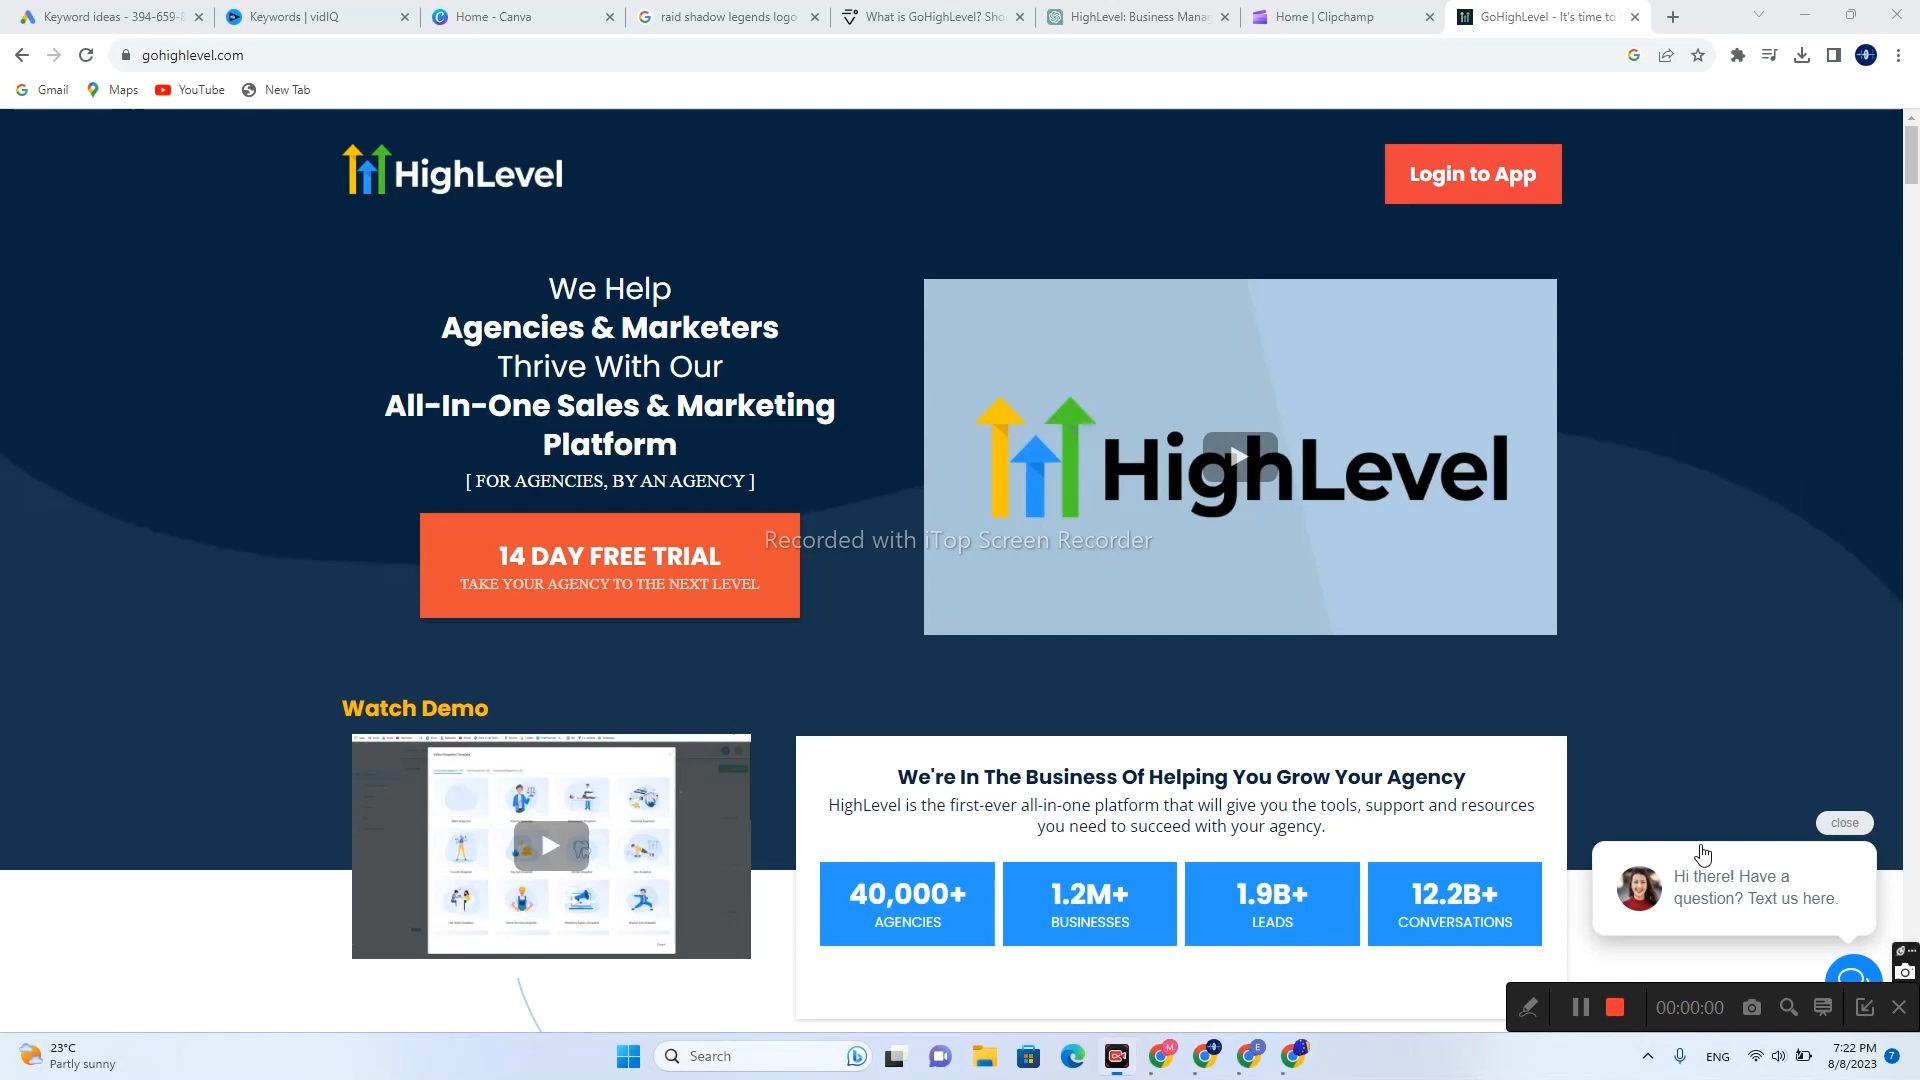 Keyword ideas - 394-659-8
Keywords | vidIQ
Home - Canva
raid shadow legends logo
What is GoHighLevel? Sho
HighLevel: Business Manag
Home | Clipchamp
GoHighLevel - It's time to
gohighlevel.com
Gmail
Maps
YouTube
New Tab
HighLevel
Login to App
We Help
Agencies & Marketers
Thrive With Our
All-In-One Sales & Marketing
Platform
[ FOR AGENCIES, BY AN AGENCY ]
14 DAY FREE TRIAL
TAKE YOUR AGENCY TO THE NEXT LEVEL
HighLevel
Recorded with iTop Screen Recorder
Watch Demo
We're In The Business Of Helping You Grow Your Agency
HighLevel is the first-ever all-in-one platform that will give you the tools, support and resources
you need to succeed with your agency.
40,000+
AGENCIES
1.2M+
BUSINESSES
1.9B+
LEADS
12.2B+
CONVERSATIONS
close
Hi there! Have a
question? Text us here.
00:00:00
23°C
Partly sunny
Search
ENG
7:22 PM
8/8/2023
7